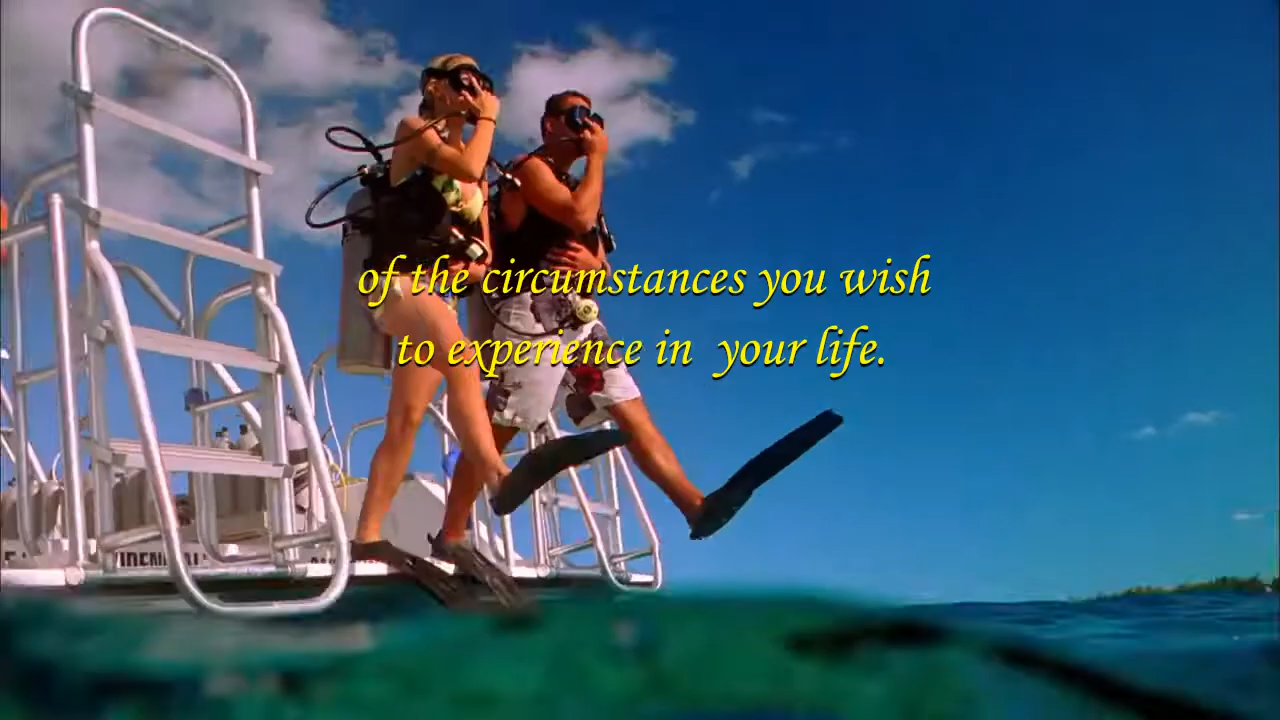 of the circumstances you wish
to experience in  your life.